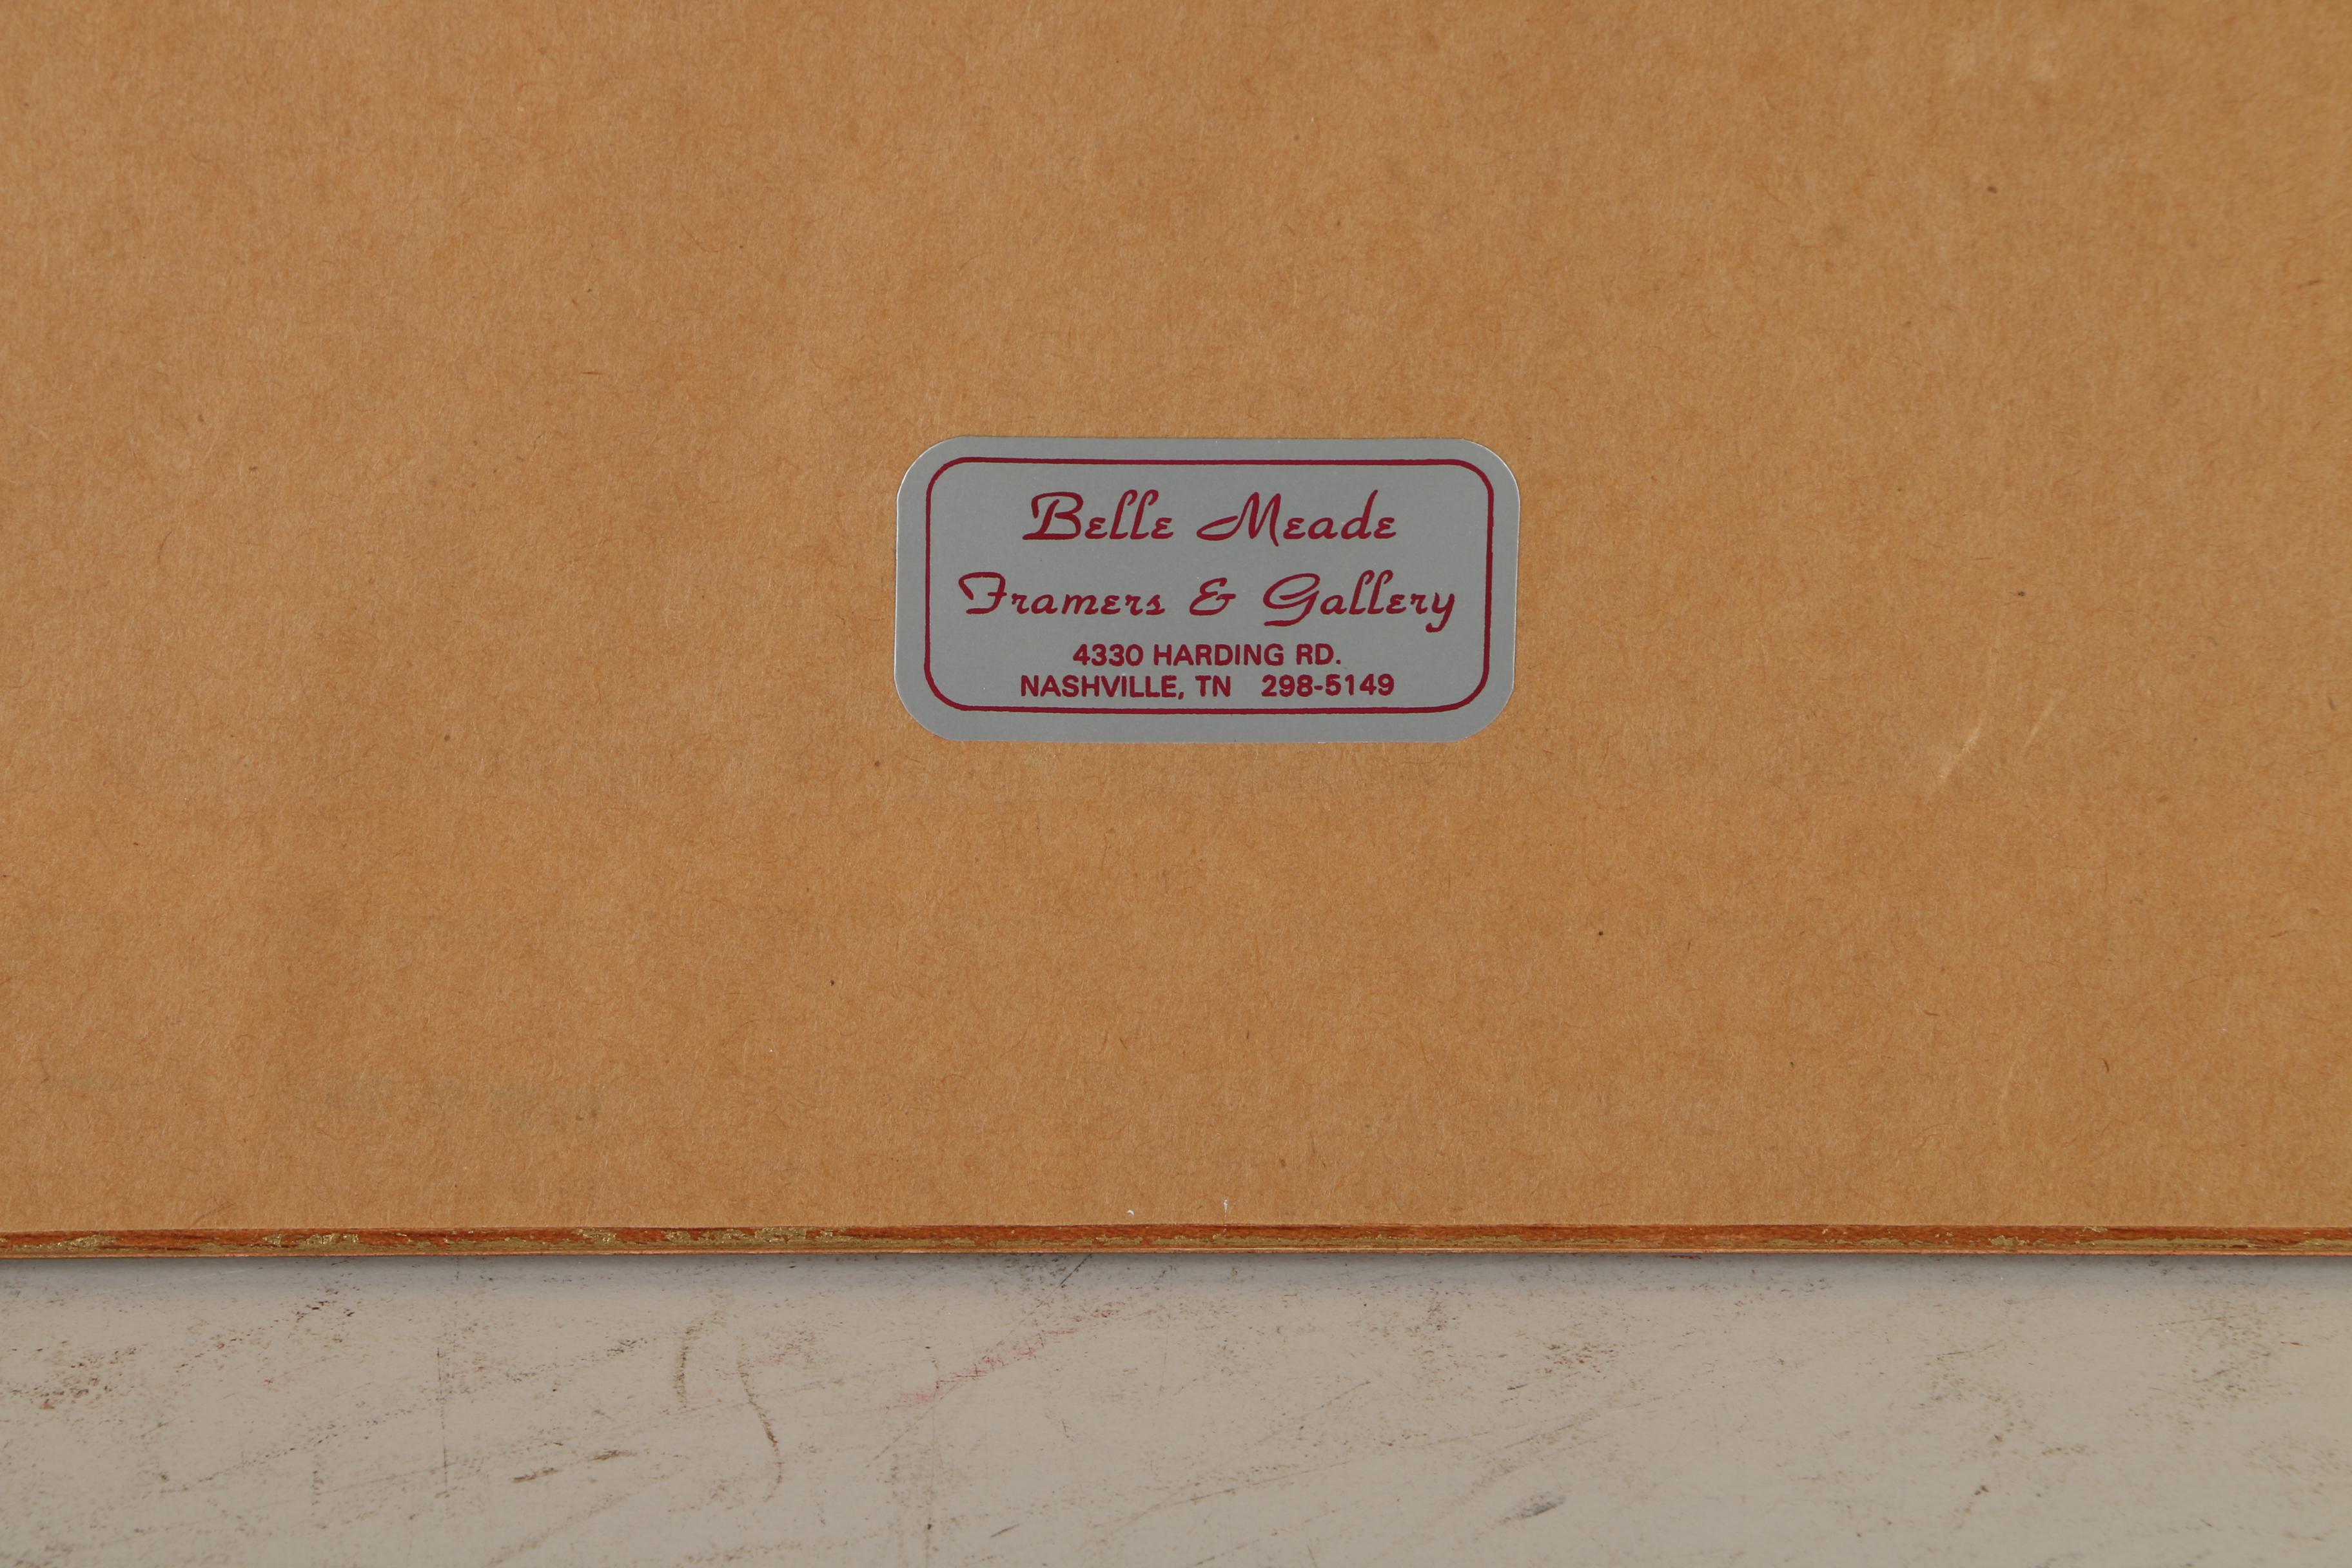 Belle Meade
Framers & Gallery
4330 HARDING RD.
NASHVILLE, TN 298-5149